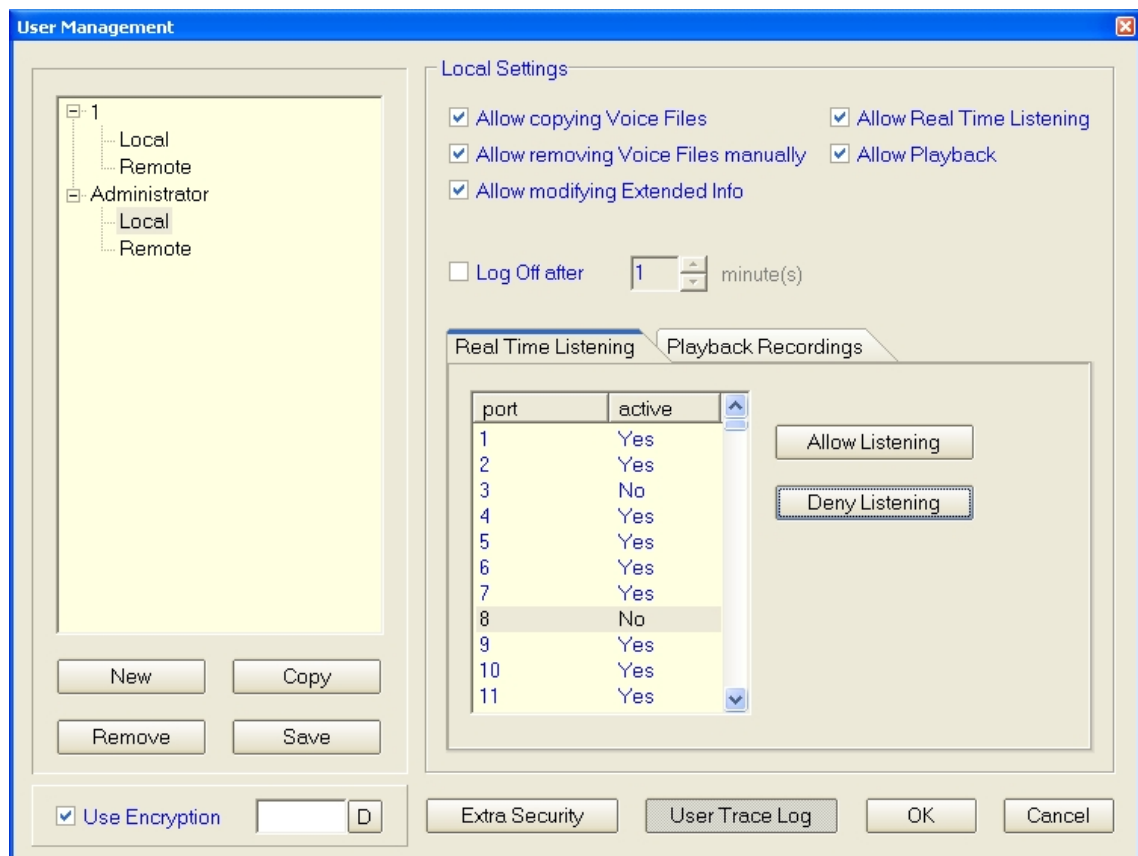 User Management
1
Local
Remote
Administrator
Local
Remote
New
Copy
Remove
Save
Use Encryption
D
Local Settings
Allow copying Voice Files
Allow Real Time Listening
Allow removing Voice Files manually
Allow Playback
Allow modifying Extended Info
Log Off after 1 minute(s)
Real Time Listening
Playback Recordings
port active
1 Yes
2 Yes
3 No
4 Yes
5 Yes
6 Yes
7 Yes
8 No
9 Yes
10 Yes
11 Yes
Allow Listening
Deny Listening
Extra Security
User Trace Log
OK
Cancel